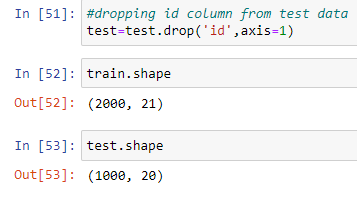 In [51]: #dropping id column from test data
test=test.drop('id',axis=1)
In [52]: train.shape
Out[52]: (2000, 21)
In [53]: test.shape
Out[53]: (1000, 20)